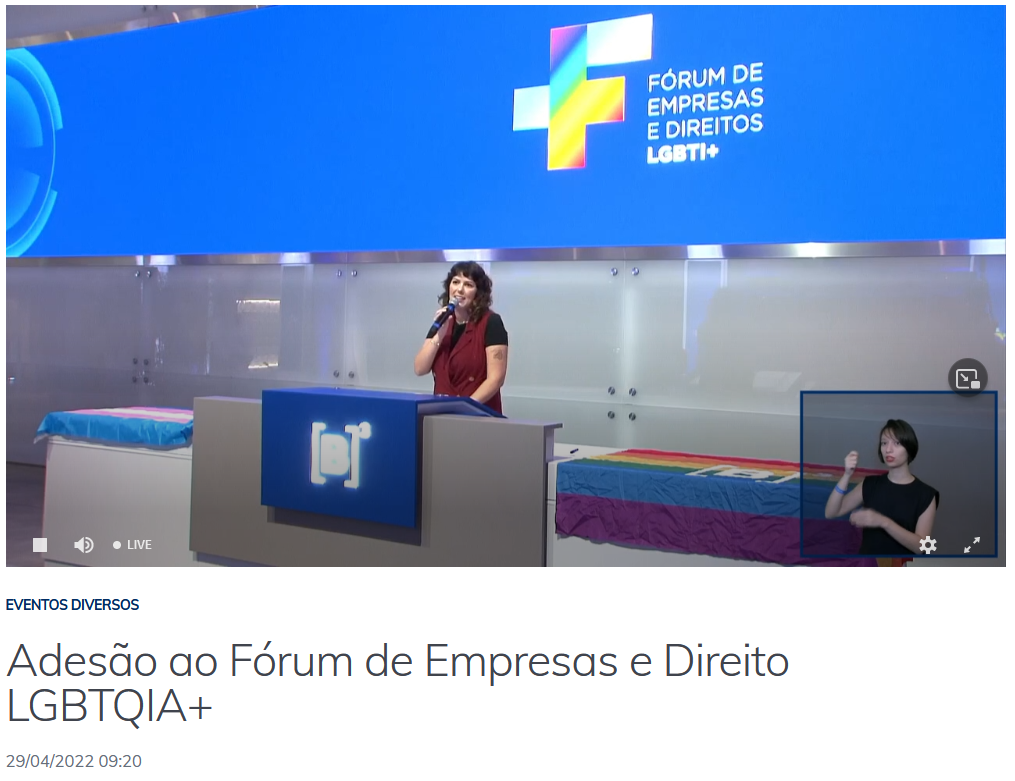 FÓRUM DE
EMPRESAS
E DIREITOS
LGBTI+
[B]³
[B]³
LIVE
EVENTOS DIVERSOS
Adesão ao Fórum de Empresas e Direito
LGBTQIA+
29/04/2022 09:20